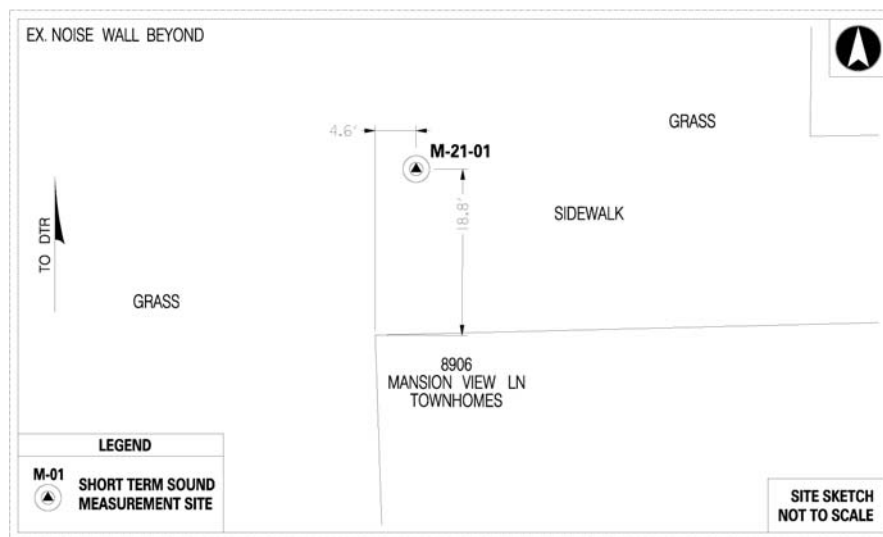 EX. NOISE WALL BEYOND
GRASS
4.6'
M-21-01
18.8'
SIDEWALK
TO DTR
GRASS
8906
MANSION VIEW LN
TOWNHOMES
LEGEND
M-01
SHORT TERM SOUND
MEASUREMENT SITE
SITE SKETCH
NOT TO SCALE